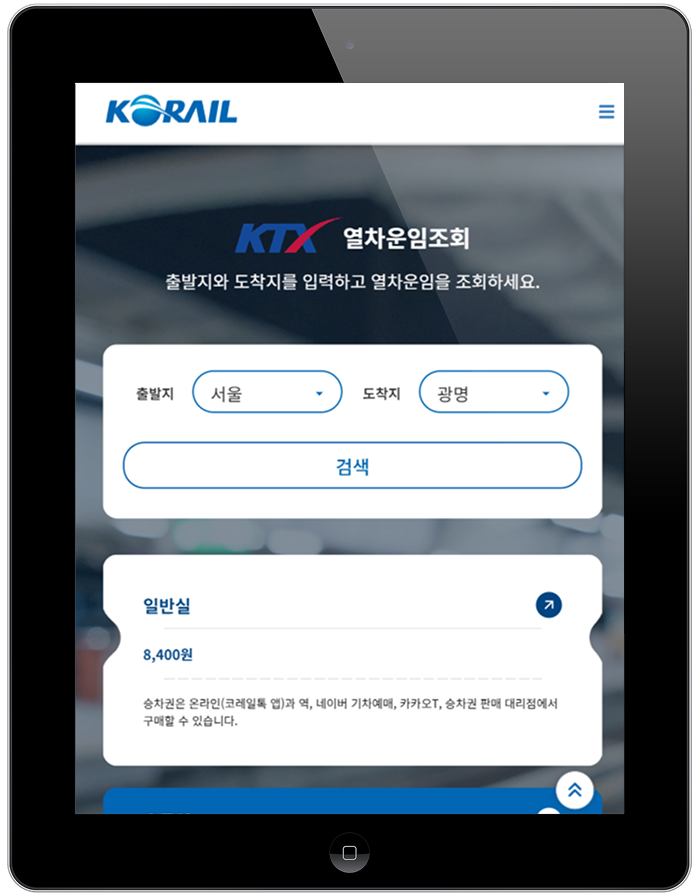 KORAIL
KTX 열차운임조회
출발지와 도착지를 입력하고 열차운임을 조회하세요.
출발지 서울 도착지 광명
검색
일반실
8,400원
승차권은 온라인(코레일톡 앱)과 역, 네이버 기차예매, 카카오T, 승차권 판매 대리점에서
구매할 수 있습니다.